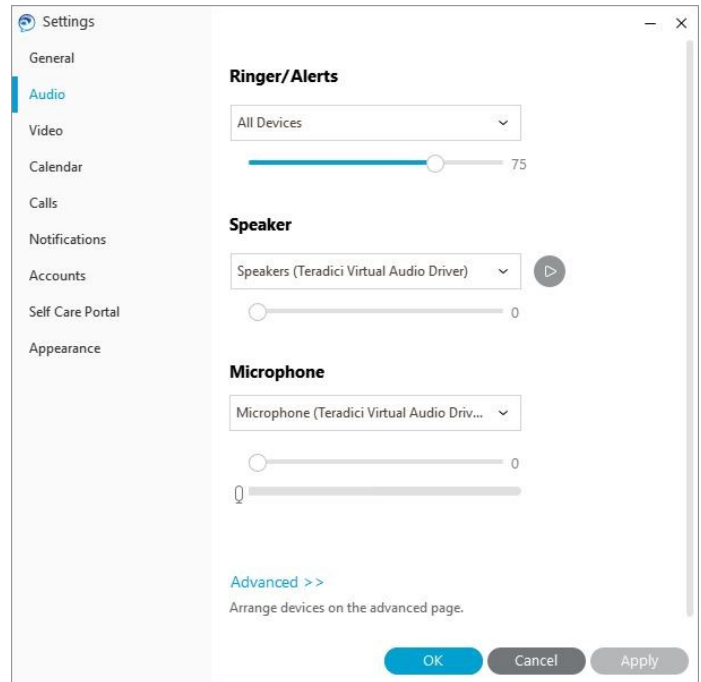 Settings
General
Audio
Video
Calendar
Calls
Notifications
Accounts
Self Care Portal
Appearance
Ringer/Alerts
All Devices
75
Speaker
Speakers (Teradici Virtual Audio Driver)
0
Microphone
Microphone (Teradici Virtual Audio Driv...
0
Advanced >>
Arrange devices on the advanced page.
OK Cancel Apply